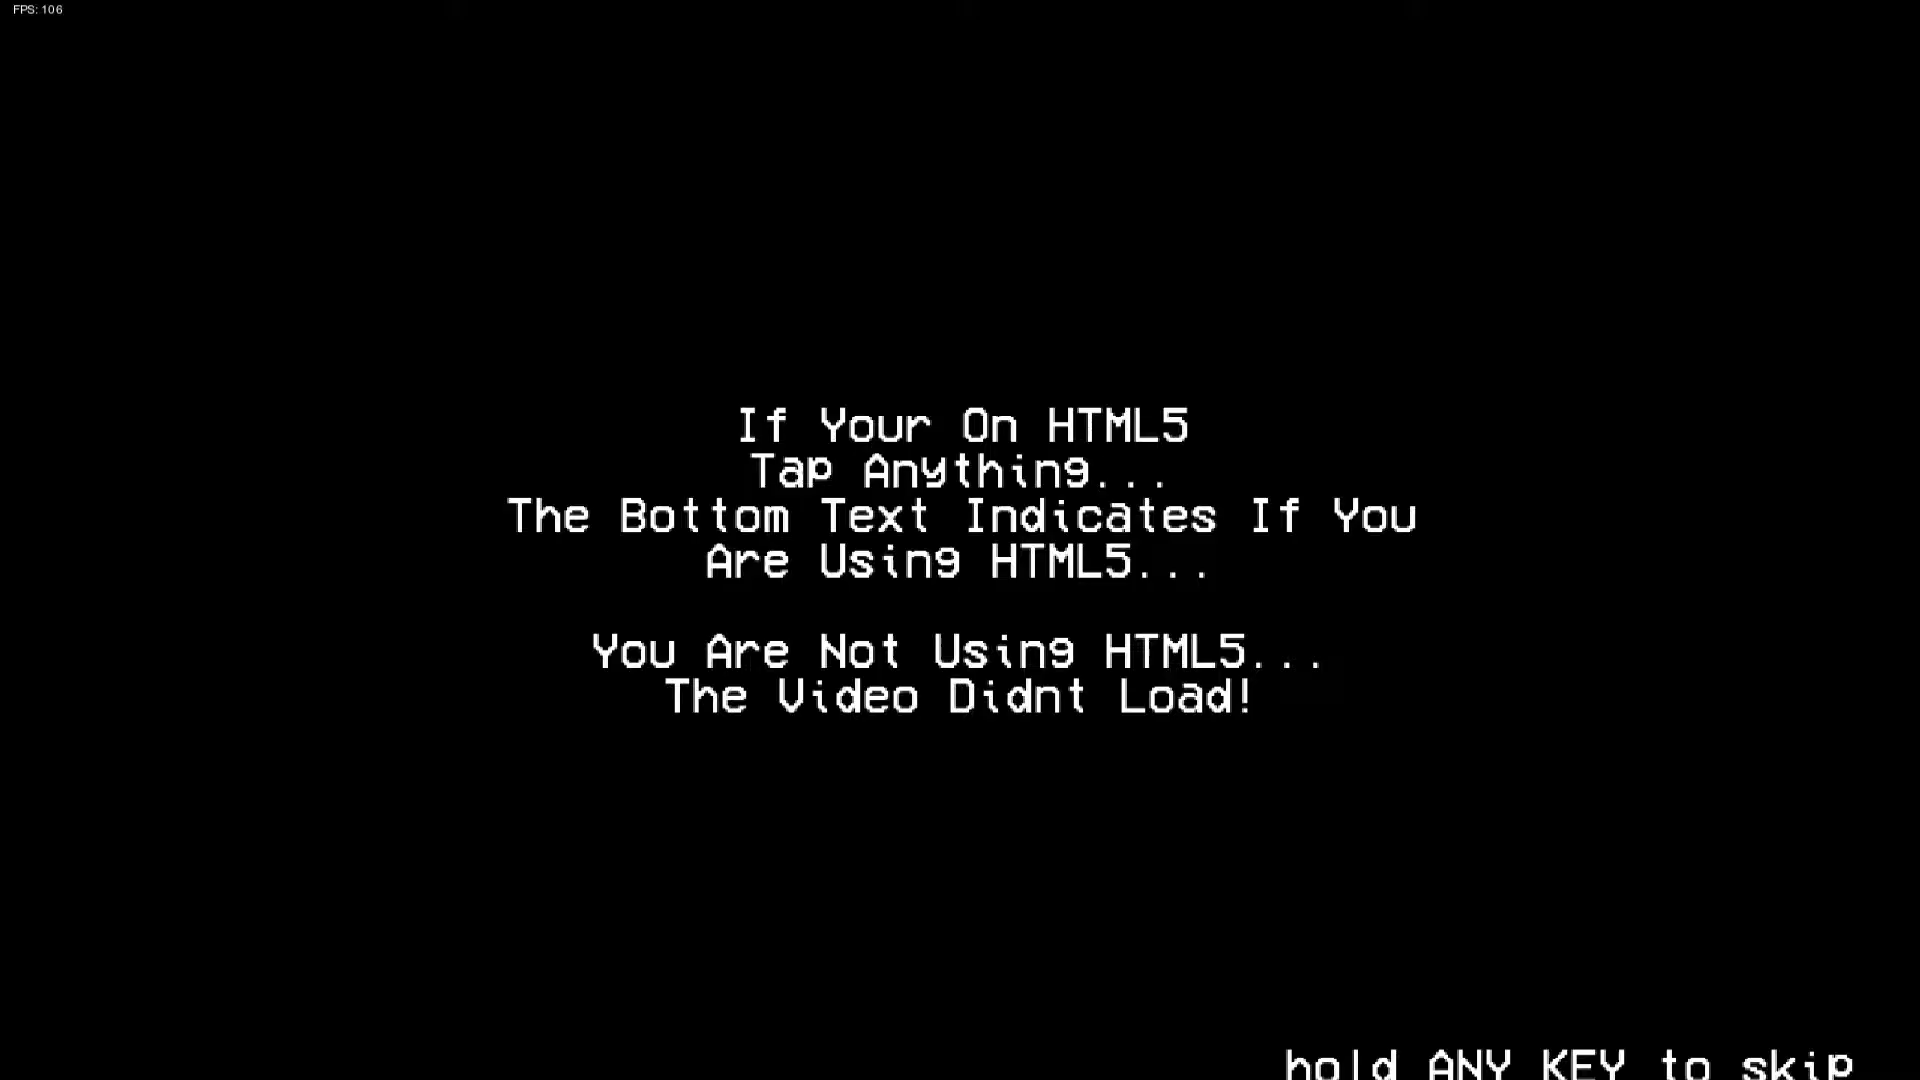 FPS: 106
If Your On HTML5
Tap Anything...
The Bottom Text Indicates If You
Are Using HTML5...
You Are Not Using HTML5...
The Video Didnt Load!
hold ANY KEY to skip